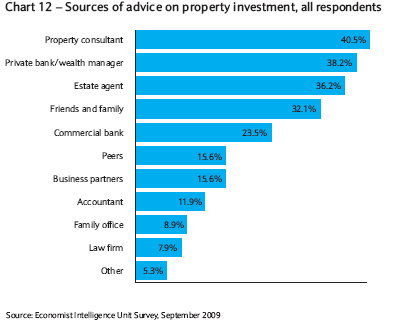 Chart 12 – Sources of advice on property investment, all respondents
Property consultant 40.5%
Private bank/wealth manager 38.2%
Estate agent 36.2%
Friends and family 32.1%
Commercial bank 23.5%
Peers 15.6%
Business partners 15.6%
Accountant 11.9%
Family office 8.9%
Law firm 7.9%
Other 5.3%
Source: Economist Intelligence Unit Survey, September 2009